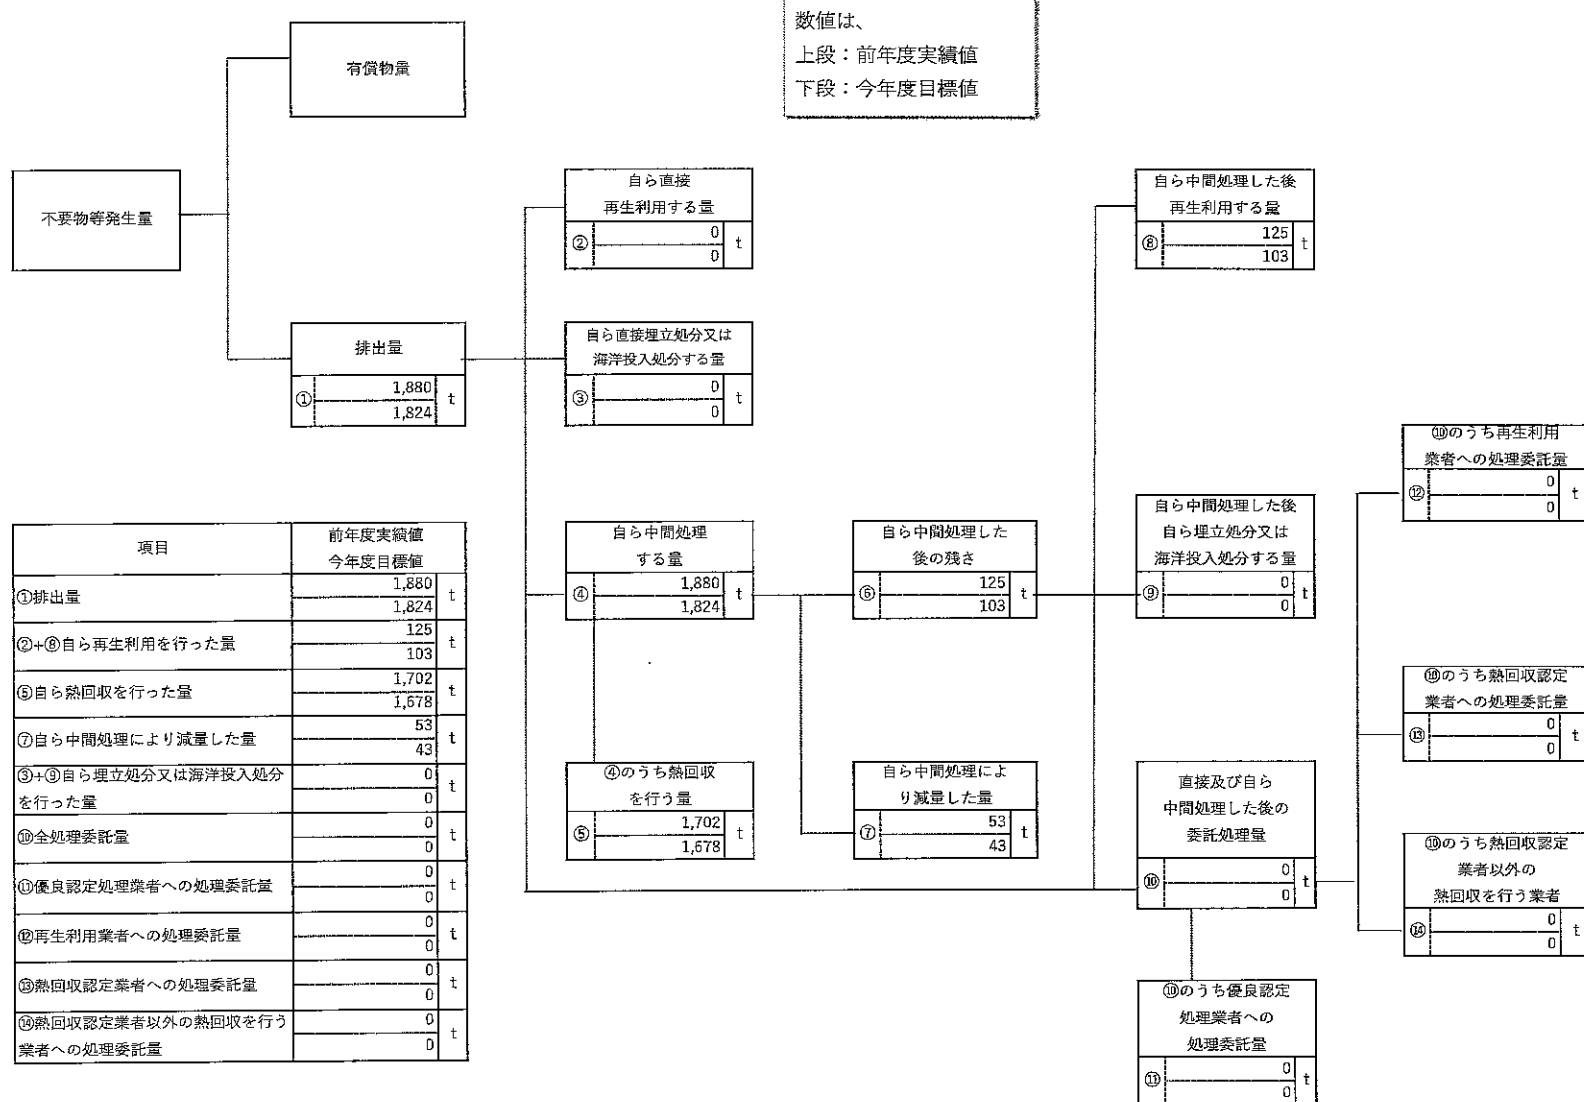 数値は、
上段：前年度実績値
下段：今年度目標値
有償物量
不要物等発生量
排出量
① 1,880 t
1,824
自ら直接
再生利用する量
② 0 t
0
自ら直接埋立処分又は
海洋投入処分する量
③ 0 t
0
自ら中間処理
する量
④ 1,880 t
1,824
④のうち熱回収
を行う量
⑤ 1,702 t
1,678
自ら中間処理した
後の残さ
⑥ 125 t
103
自ら中間処理によ
り減量した量
⑦ 53 t
43
自ら中間処理した後
再生利用する量
⑧ 125 t
103
自ら中間処理した後
自ら埋立処分又は
海洋投入処分する量
⑨ 0 t
0
直接及び自ら
中間処理した後の
委託処理量
⑩ 0 t
0
⑩のうち優良認定
処理業者への
処理委託量
⑪ 0 t
0
⑩のうち再生利用
業者への処理委託量
⑫ 0 t
0
⑩のうち熱回収認定
業者への処理委託量
⑬ 0 t
0
⑩のうち熱回収認定
業者以外の
熱回収を行う業者
⑭ 0 t
0
項目 前年度実績値
今年度目標値
①排出量 1,880 t
1,824
②+⑧自ら再生利用を行った量 125 t
103
⑤自ら熱回収を行った量 1,702 t
1,678
⑦自ら中間処理により減量した量 53 t
43
③+⑨自ら埋立処分又は海洋投入処分 0 t
を行った量 0
⑩全処理委託量 0 t
0
⑪優良認定処理業者への処理委託量 0 t
0
⑫再生利用業者への処理委託量 0 t
0
⑬熱回収認定業者への処理委託量 0 t
0
⑭熱回収認定業者以外の熱回収を行う 0 t
業者への処理委託量 0